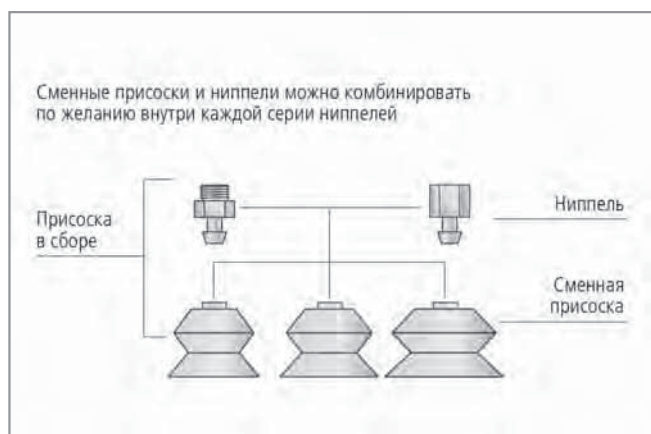 Сменные присоски и ниппели можно комбинировать
по желанию внутри каждой серии ниппелей
Присоска
в сборе
Ниппель
Сменная
присоска